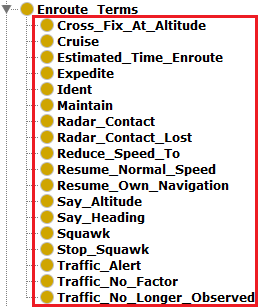 Enroute_Terms
Cross_Fix_At_Altitude
Cruise
Estimated_Time_Enroute
Expedite
Ident
Maintain
Radar_Contact
Radar_Contact_Lost
Reduce_Speed_To
Resume_Normal_Speed
Resume_Own_Navigation
Say_Altitude
Say_Heading
Squawk
Stop_Squawk
Traffic_Alert
Traffic_No_Factor
Traffic_No_Longer_Observed